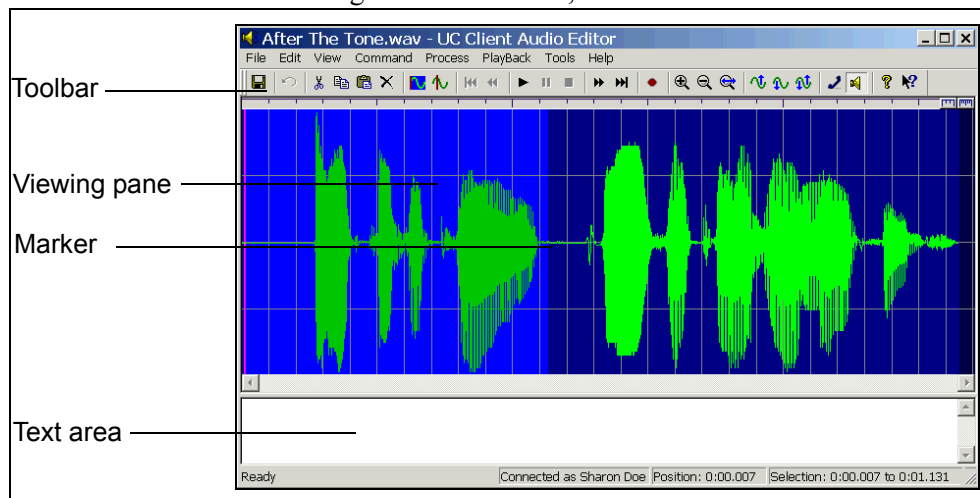 After The Tone.wav - UC Client Audio Editor
File Edit View Command Process PlayBack Tools Help
Toolbar
Viewing pane
Marker
Text area
Ready Connected as Sharon Doe Position: 0:00.007 Selection: 0:00.007 to 0:01.131